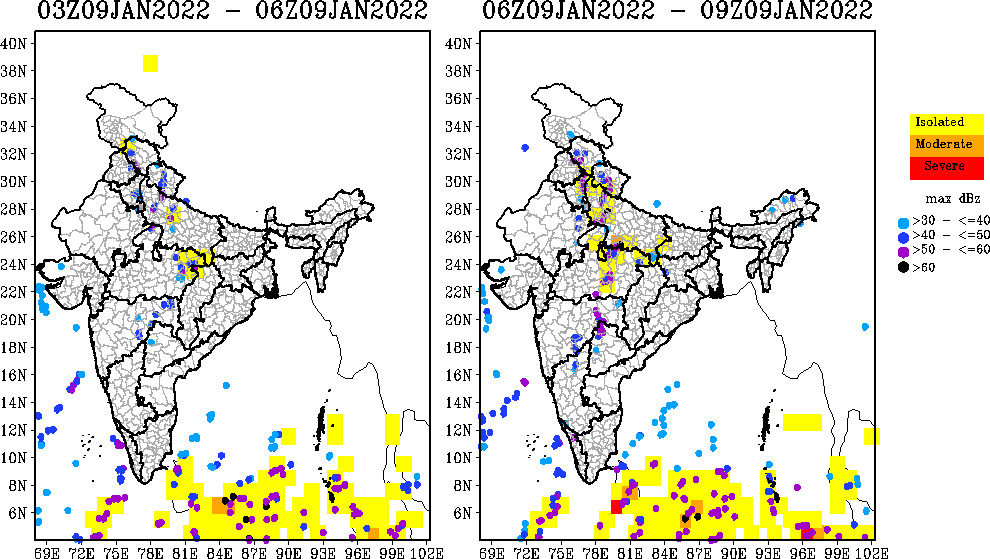 03Z09JAN2022 - 06Z09JAN2022
40N
38N
36N
34N
32N
30N
28N
26N
24N
22N
20N
18N
16N
14N
12N
10N
8N
6N
69E 72E 75E 78E 81E 84E 87E 90E 93E 96E 99E 102E
06Z09JAN2022 - 09Z09JAN2022
40N
38N
36N
34N
32N
30N
28N
26N
24N
22N
20N
18N
16N
14N
12N
10N
8N
6N
69E 72E 75E 78E 81E 84E 87E 90E 93E 96E 99E 102E
Isolated
Moderate
Severe
max dBz
>30 - <=40
>40 - <=50
>50 - <=60
>60